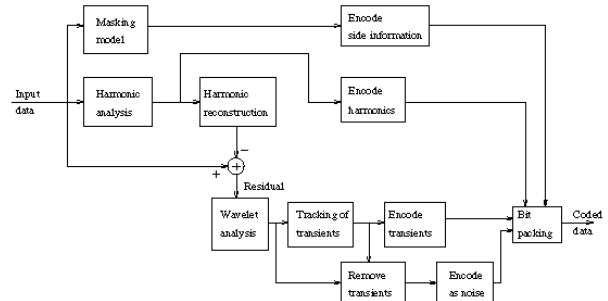 Masking
model
Encode
side information
Input
data
Harmonic
analysis
Harmonic
reconstruction
Encode
harmonics
−
+
+
Residual
Wavelet
analysis
Tracking of
transients
Encode
transients
Bit
packing
Coded
data
Remove
transients
Encode
as noise